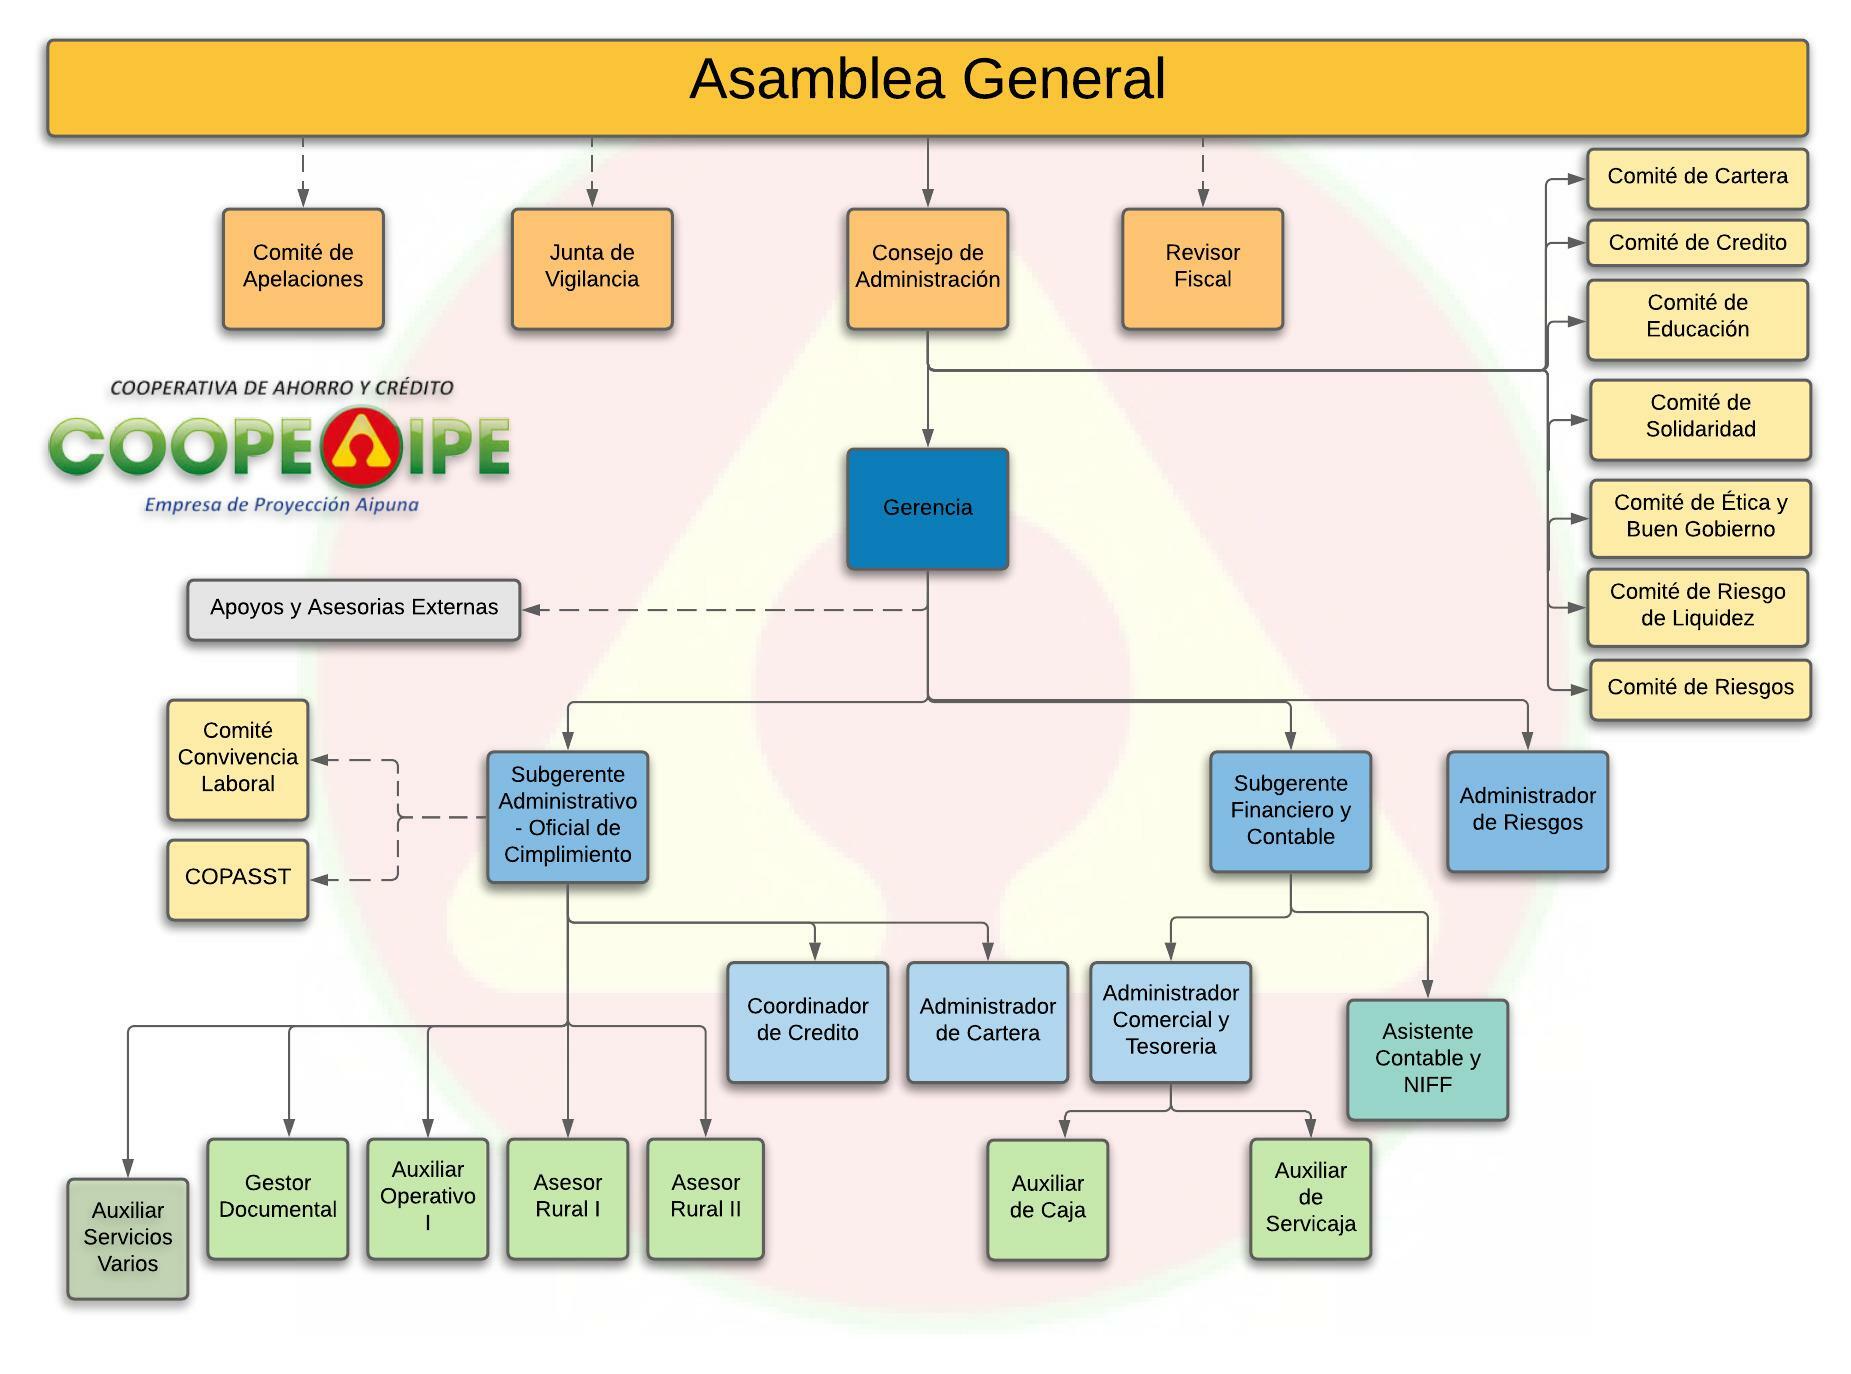 Asamblea General
Comité de
Apelaciones
Junta de
Vigilancia
Consejo de
Administración
Revisor
Fiscal
Comité de Cartera
Comité de Credito
Comité de
Educación
Comité de
Solidaridad
Comité de Ética y
Buen Gobierno
Comité de Riesgo
de Liquidez
Comité de Riesgos
COOPERATIVA DE AHORRO Y CRÉDITO
COOPEAIPE
Empresa de Proyección Aipuna
Gerencia
Apoyos y Asesorias Externas
Comité
Convivencia
Laboral
COPASST
Subgerente
Administrativo
- Oficial de
Cimplimiento
Subgerente
Financiero y
Contable
Administrador
de Riesgos
Coordinador
de Credito
Administrador
de Cartera
Administrador
Comercial y
Tesoreria
Asistente
Contable y
NIFF
Auxiliar
Servicios
Varios
Gestor
Documental
Auxiliar
Operativo
I
Asesor
Rural I
Asesor
Rural II
Auxiliar
de Caja
Auxiliar
de
Servicaja